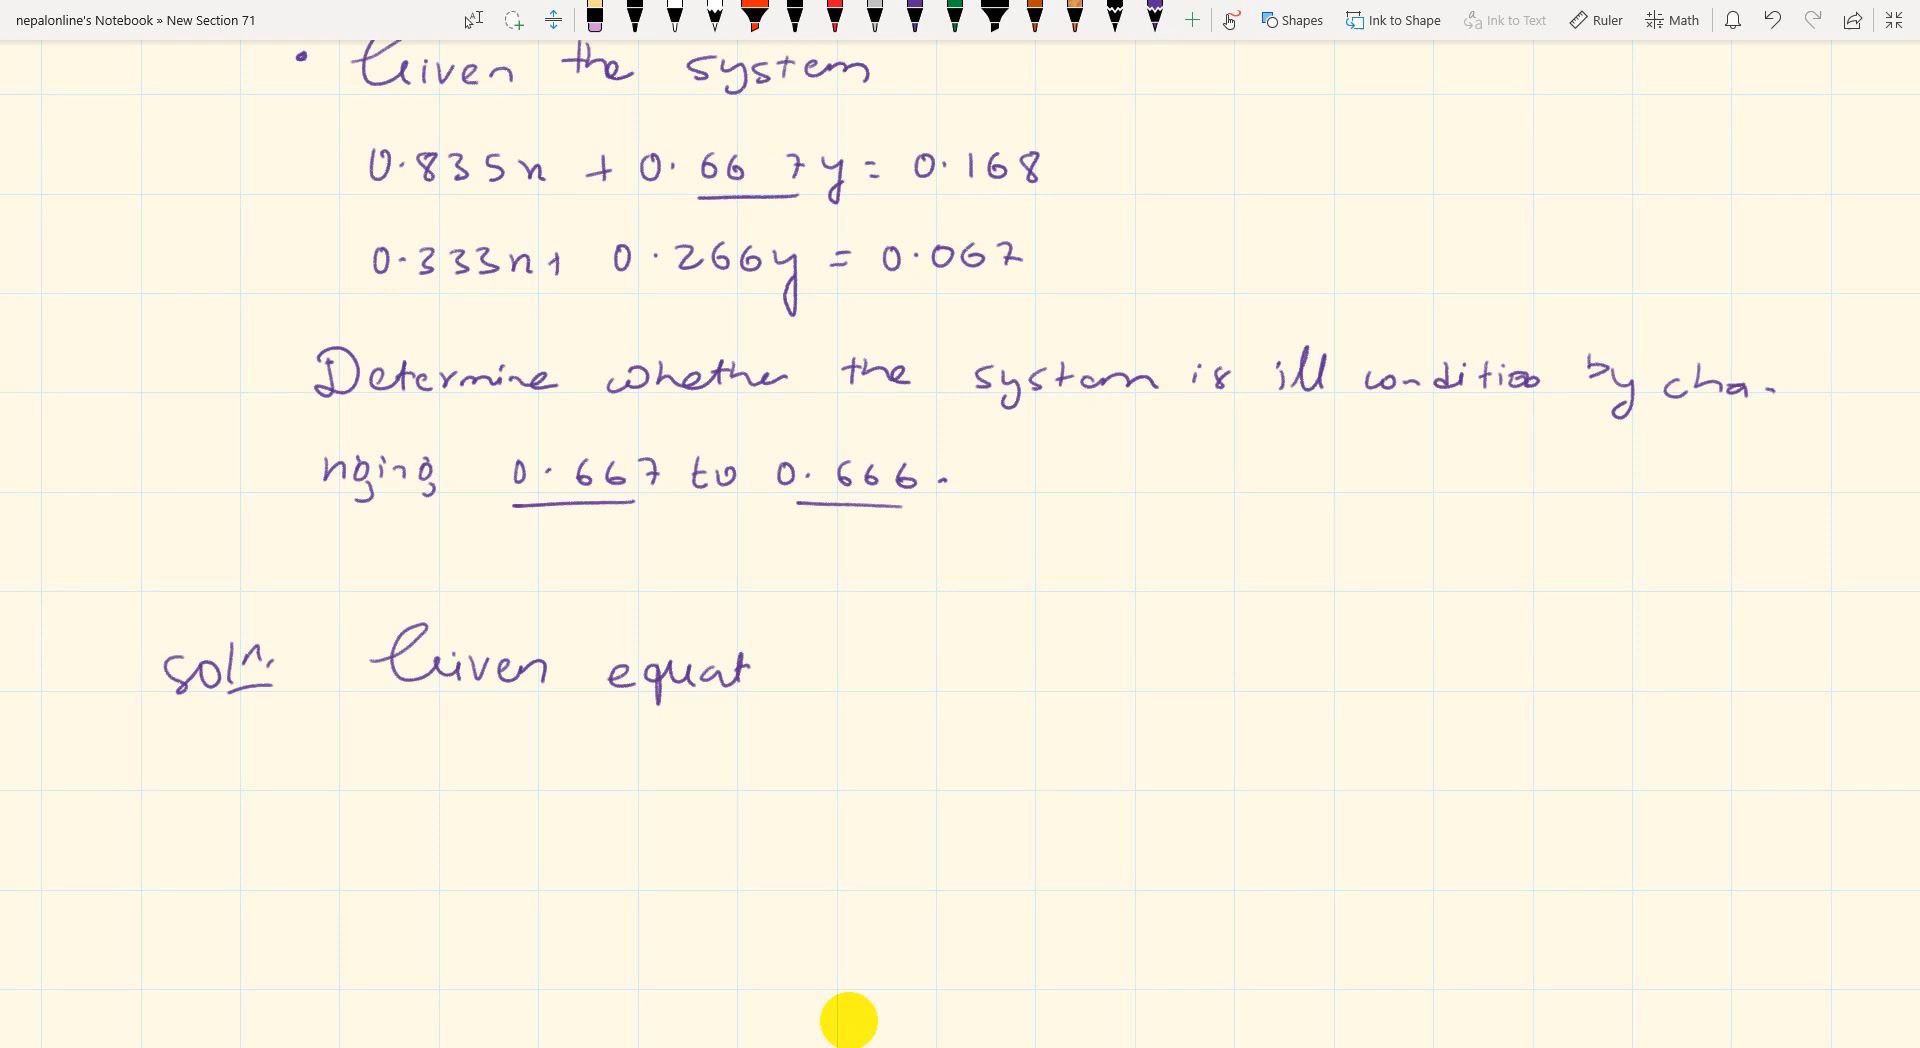 nepalonline's Notebook » New Section 71
Shapes Ink to Shape Ink to Text Ruler Math
• Given the system
0.835x + 0.667y = 0.168
0.333x + 0.266y = 0.067
Determine whether the system is ill condition by cha-
nging 0.667 to 0.666.
soln. Given equat